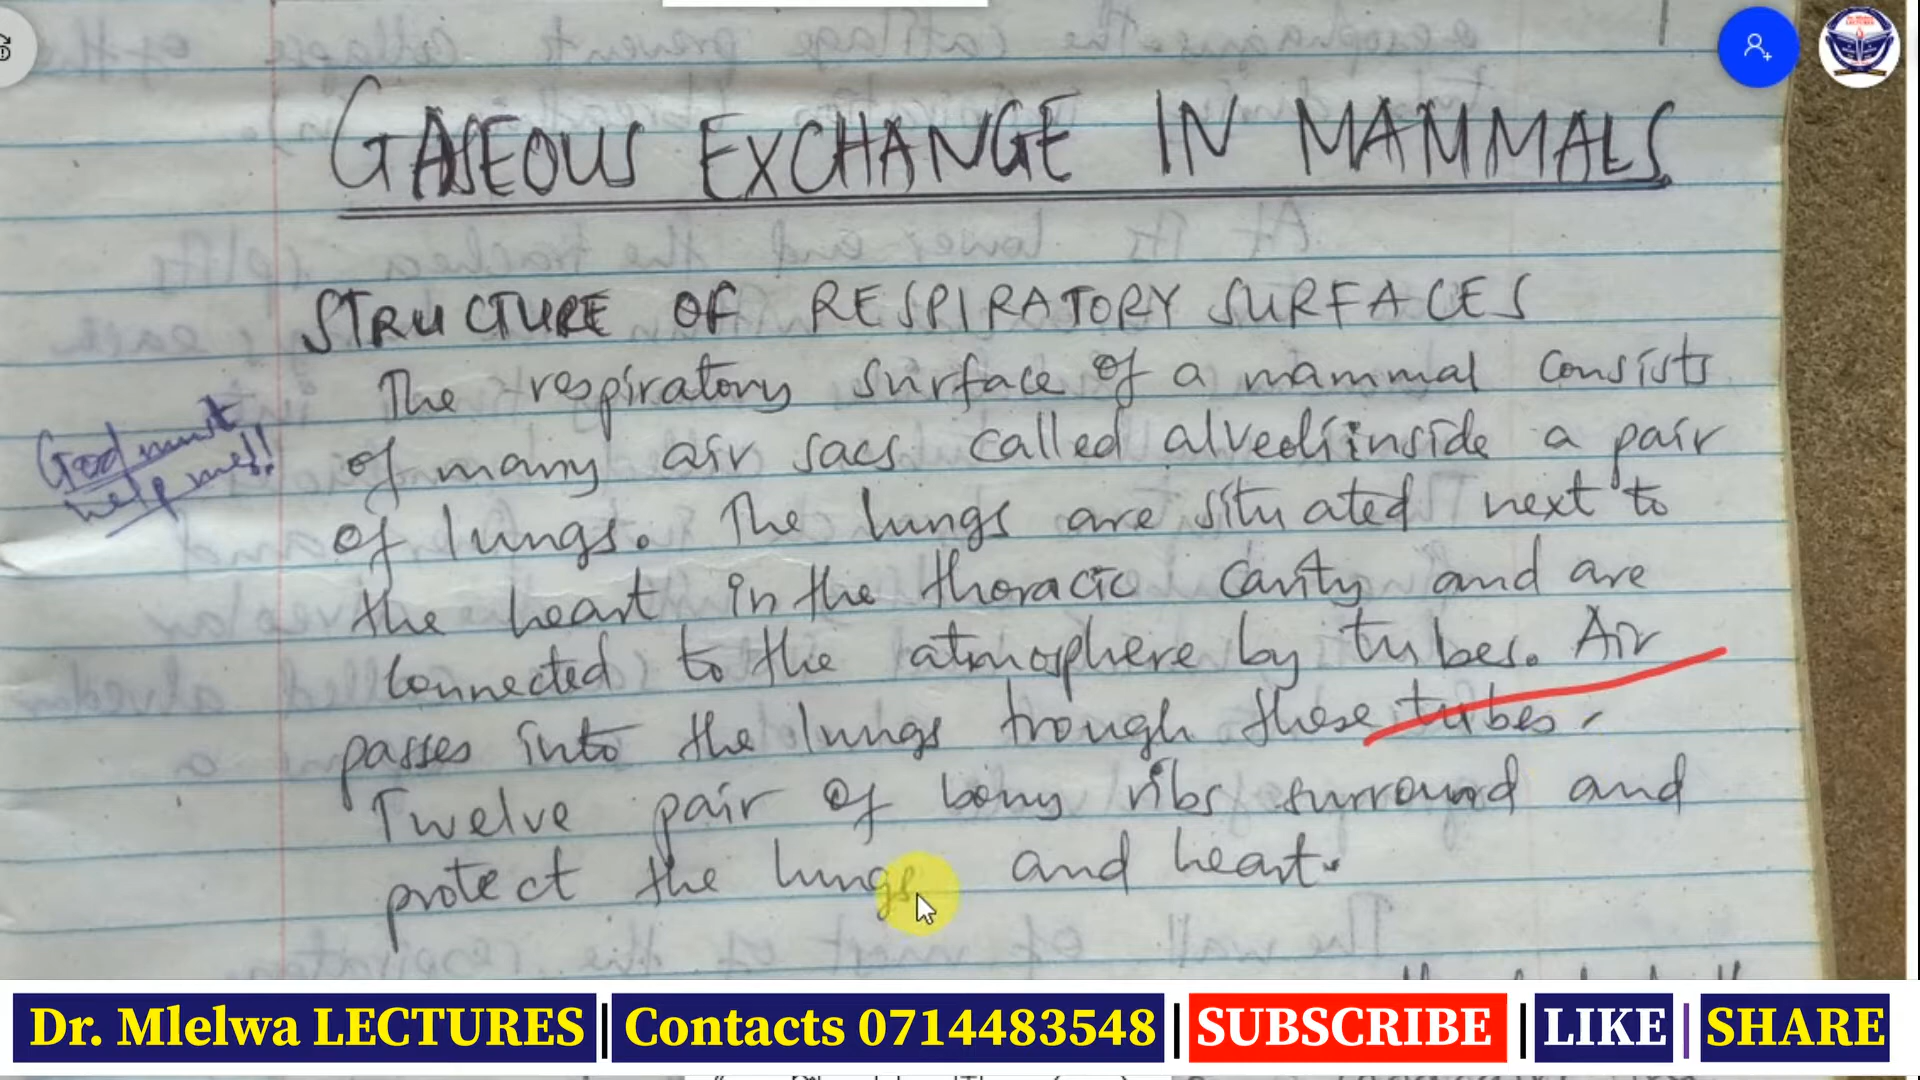 GASEOUS EXCHANGE IN MAMMALS
STRUCTURE OF RESPIRATORY SURFACES
The respiratory surface of a mammal consists
of many air sacs called alveoli inside a pair
of lungs. The lungs are situated next to
the heart in the thoracic cavity and are
connected to the atmosphere by tubes. Air
passes into the lungs trough these tubes.
Twelve pair of bony ribs surround and
protect the lungs and heart.
God must
help me!
Dr. Mlelwa LECTURES
Contacts 0714483548
SUBSCRIBE
LIKE
SHARE